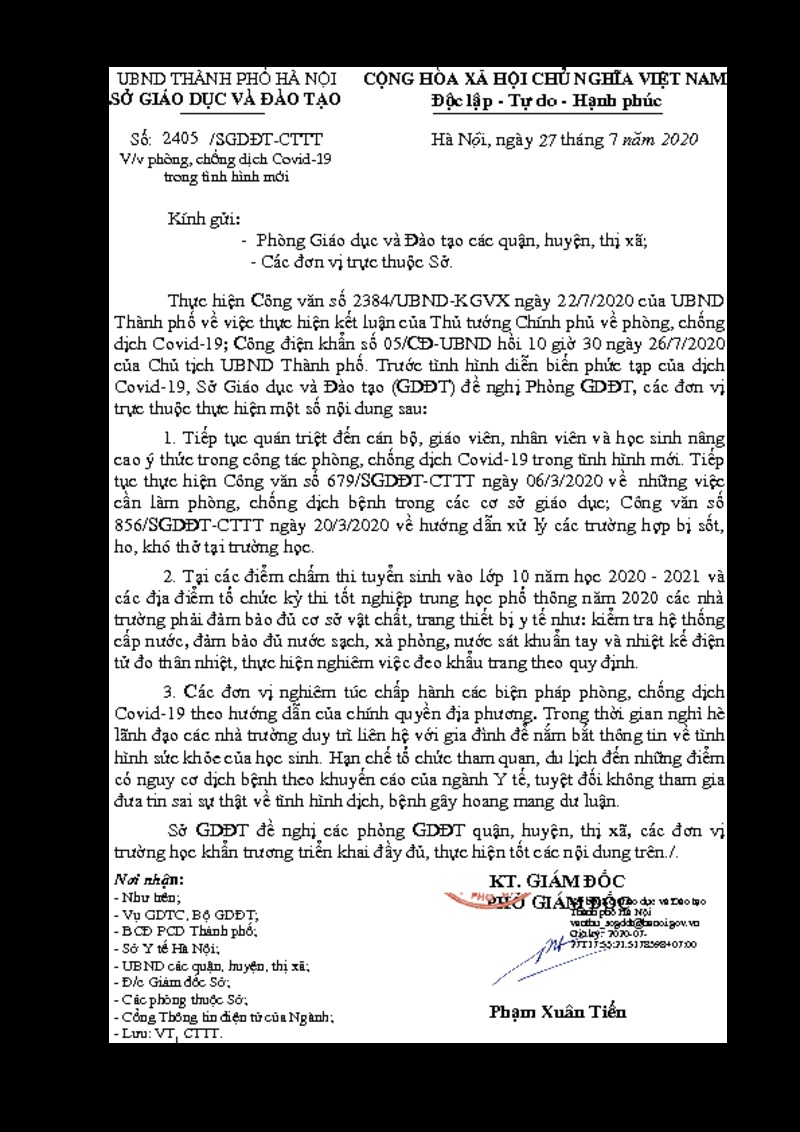 UBND THÀNH PHỐ HÀ NỘI
SỞ GIÁO DỤC VÀ ĐÀO TẠO
CỘNG HÒA XÃ HỘI CHỦ NGHĨA VIỆT NAM
Độc lập - Tự do - Hạnh phúc
Số: 2405 /SGDĐT-CTTT
V/v phòng, chống dịch Covid-19
trong tình hình mới
Hà Nội, ngày 27 tháng 7 năm 2020
Kính gửi:
- Phòng Giáo dục và Đào tạo các quận, huyện, thị xã;
- Các đơn vị trực thuộc Sở.
Thực hiện Công văn số 2384/UBND-KGVX ngày 22/7/2020 của UBND
Thành phố về việc thực hiện kết luận của Thủ tướng Chính phủ về phòng, chống
dịch Covid-19; Công điện khẩn số 05/CĐ-UBND hồi 10 giờ 30 ngày 26/7/2020
của Chủ tịch UBND Thành phố. Trước tình hình diễn biến phức tạp của dịch
Covid-19, Sở Giáo dục và Đào tạo (GDĐT) đề nghị Phòng GDĐT, các đơn vị
trực thuộc thực hiện một số nội dung sau:
1. Tiếp tục quán triệt đến cán bộ, giáo viên, nhân viên và học sinh nâng
cao ý thức trong công tác phòng, chống dịch Covid-19 trong tình hình mới. Tiếp
tục thực hiện Công văn số 679/SGDĐT-CTTT ngày 06/3/2020 về những việc
cần làm phòng, chống dịch bệnh trong các cơ sở giáo dục; Công văn số
856/SGDĐT-CTTT ngày 20/3/2020 về hướng dẫn xử lý các trường hợp bị sốt,
ho, khó thở tại trường học.
2. Tại các điểm chấm thi tuyển sinh vào lớp 10 năm học 2020 - 2021 và
các địa điểm tổ chức kỳ thi tốt nghiệp trung học phổ thông năm 2020 các nhà
trường phải đảm bảo đủ cơ sở vật chất, trang thiết bị y tế như: kiểm tra hệ thống
cấp nước, đảm bảo đủ nước sạch, xà phòng, nước sát khuẩn tay và nhiệt kế điện
tử đo thân nhiệt, thực hiện nghiêm việc đeo khẩu trang theo quy định.
3. Các đơn vị nghiêm túc chấp hành các biện pháp phòng, chống dịch
Covid-19 theo hướng dẫn của chính quyền địa phương. Trong thời gian nghỉ hè
lãnh đạo các nhà trường duy trì liên hệ với gia đình để nắm bắt thông tin về tình
hình sức khỏe của học sinh. Hạn chế tổ chức tham quan, du lịch đến những điểm
có nguy cơ dịch bệnh theo khuyến cáo của ngành Y tế, tuyệt đối không tham gia
đưa tin sai sự thật về tình hình dịch, bệnh gây hoang mang dư luận.
Sở GDĐT đề nghị các phòng GDĐT quận, huyện, thị xã, các đơn vị
trường học khẩn trương triển khai đầy đủ, thực hiện tốt các nội dung trên./.
Nơi nhận:
- Như trên;
- Vụ GDTC, Bộ GDĐT;
- BCĐ PCD Thành phố;
- Sở Y tế Hà Nội;
- UBND các quận, huyện, thị xã;
- Đ/c Giám đốc Sở;
- Các phòng thuộc Sở;
- Cổng Thông tin điện tử của Ngành;
- Lưu: VT, CTTT.
KT. GIÁM ĐỐC
PHÓ GIÁM ĐỐC
Giáo dục và Đào tạo
Thành phố Hà Nội
Phạm Xuân Tiến